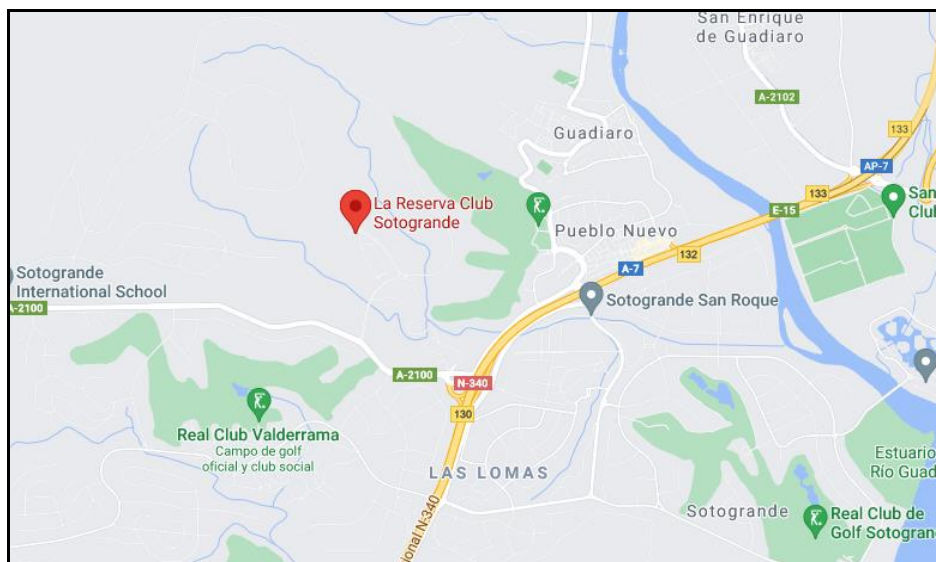 San Enrique
de Guadiaro
A-2102
133
Guadiaro
AP-7
133
La Reserva Club
Sotogrande
E-15
San
Club
Pueblo Nuevo
132
A-7
Sotogrande
International School
A-2100
Sotogrande San Roque
A-2100
N-340
130
Real Club Valderrama
Campo de golf
oficial y club social
LAS LOMAS
Estuario
Río Guad
Sotogrande
Real Club de
Golf Sotogran
ional N-340